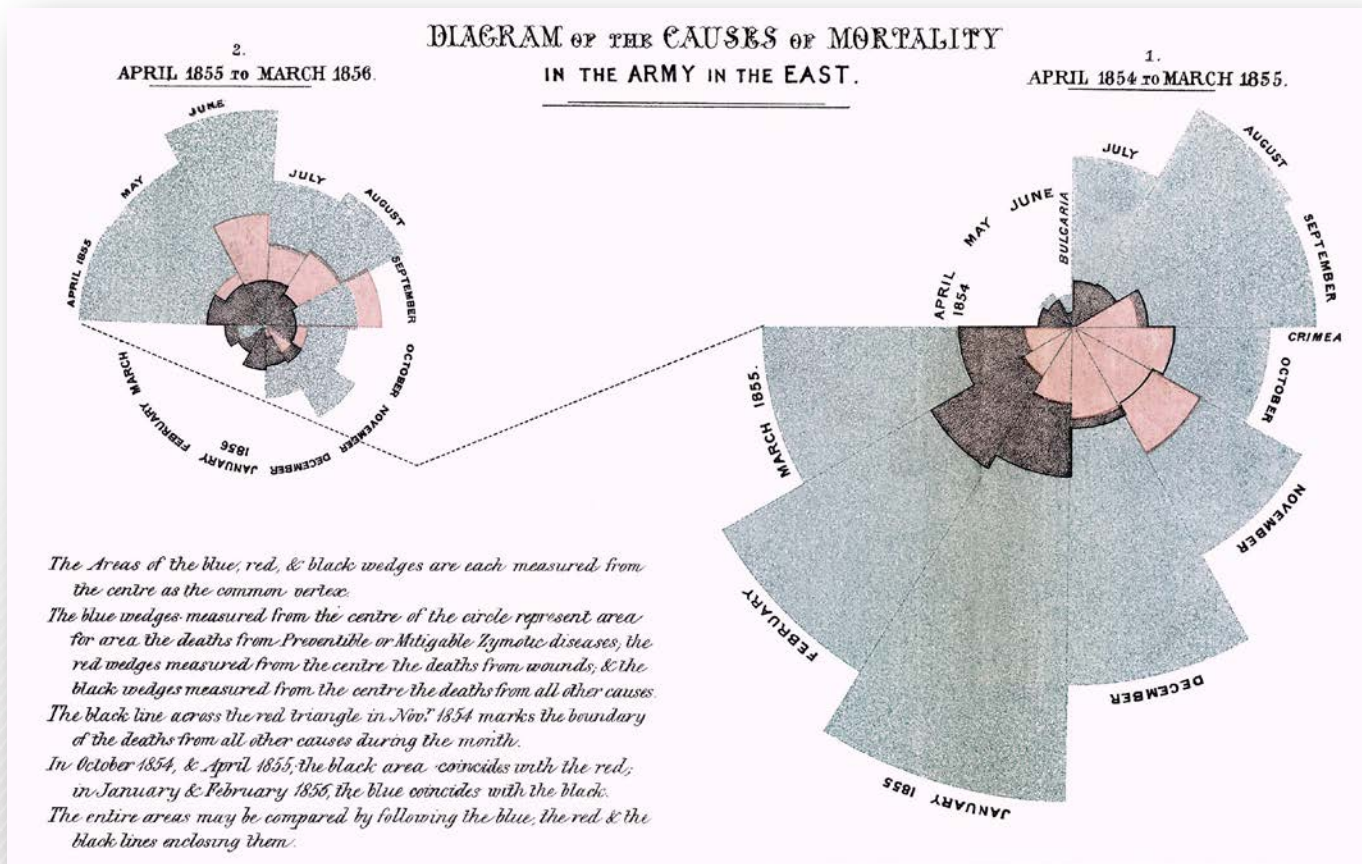 DIAGRAM OF THE CAUSES OF MORTALITY
IN THE ARMY IN THE EAST.
2.
APRIL 1855 TO MARCH 1856.
1.
APRIL 1854 TO MARCH 1855.
APRIL 1855
MAY
JUNE
JULY
AUGUST
SEPTEMBER
OCTOBER
NOVEMBER
DECEMBER
JANUARY
1856
FEBRUARY
MARCH
APRIL
1854
MAY
JUNE
BULGARIA
JULY
AUGUST
SEPTEMBER
CRIMEA
OCTOBER
NOVEMBER
DECEMBER
JANUARY 1855
FEBRUARY
MARCH 1855.
The Areas of the blue, red, & black wedges are each measured from
the centre as the common vertex.
The blue wedges measured from the centre of the circle represent area
for area the deaths from Preventible or Mitigable Zymotic diseases; the
red wedges measured from the centre the deaths from wounds; & the
black wedges measured from the centre the deaths from all other causes.
The black line across the red triangle in Novr. 1854 marks the boundary
of the deaths from all other causes during the month.
In October 1854, & April 1855, the black area coincides with the red;
in January & February 1856, the blue coincides with the black.
The entire areas may be compared by following the blue, the red & the
black lines enclosing them.